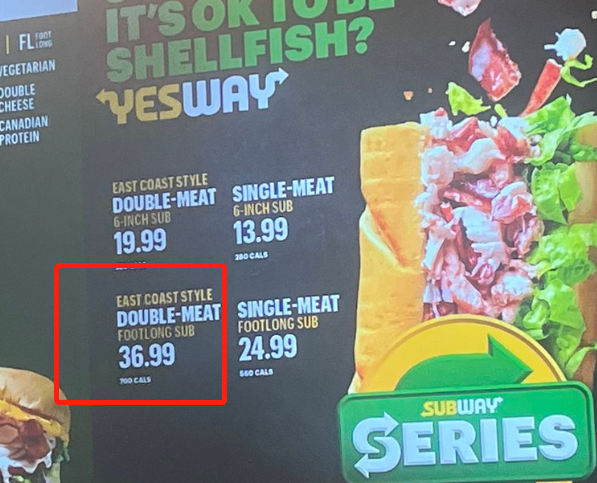 IT'S OK TO BE
SHELLFISH?
YESWAY
FL FOOT LONG
VEGETARIAN
DOUBLE
CHEESE
CANADIAN
PROTEIN
EAST COAST STYLE
DOUBLE-MEAT
6-INCH SUB
19.99
SINGLE-MEAT
6-INCH SUB
13.99
280 CALS
EAST COAST STYLE
DOUBLE-MEAT
FOOTLONG SUB
36.99
700 CALS
SINGLE-MEAT
FOOTLONG SUB
24.99
560 CALS
SUBWAY
SERIES